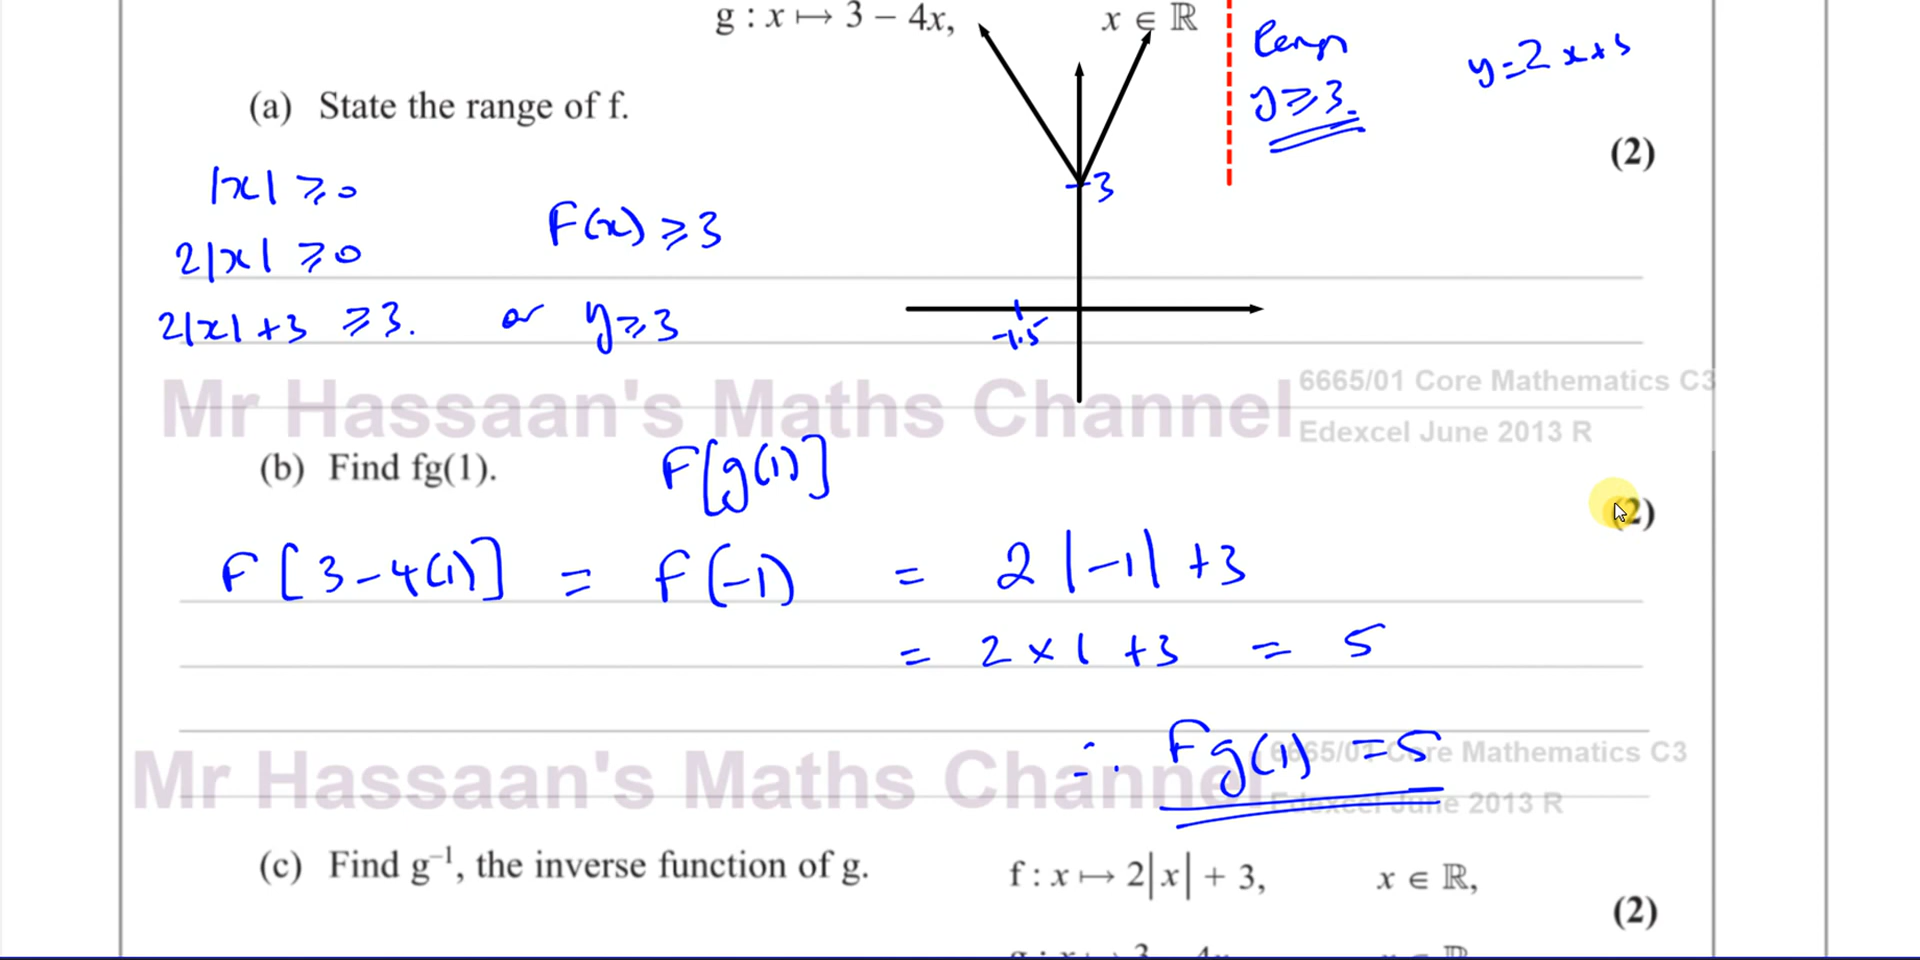 g : x ↦ 3 − 4x, x ∈ ℝ
y=2x+3
(a) State the range of f.
y⩾3.
(2)
|x| ⩾0
3
F(x) ⩾3
2|x| ⩾0
2|x| +3 ⩾3. or y⩾3
-1.5
Mr Hassaan's Maths Channel
6665/01 Core Mathematics C3
Edexcel June 2013 R
(b) Find fg(1). F[g(1)]
(2)
F[3-4(1)] = F(-1) = 2|-1| +3
= 2×1 +3 = 5
∴ Fg(1) =5
Mr Hassaan's Maths Channel
6665/01 Core Mathematics C3
Edexcel June 2013 R
(c) Find g⁻¹, the inverse function of g. f : x ↦ 2|x| + 3, x ∈ ℝ,
(2)